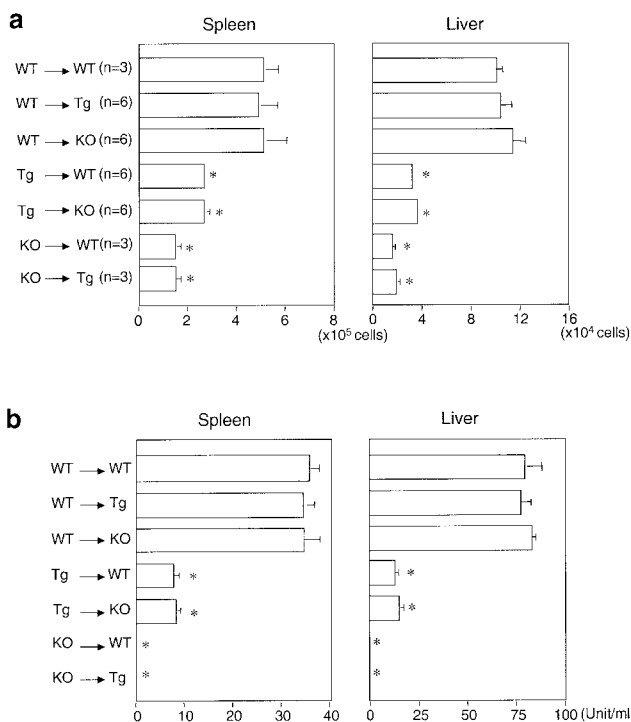 a
Spleen Liver
WT → WT (n=3)
WT → Tg (n=6)
WT → KO (n=6)
Tg → WT (n=6) * *
Tg → KO (n=6) * *
KO → WT (n=3) * *
KO → Tg (n=3) * *
0 4 6 8 0 4 8 12 16
(x10⁵ cells) (x10⁴ cells)
b
Spleen Liver
WT → WT
WT → Tg
WT → KO
Tg → WT * *
Tg → KO * *
KO → WT * *
KO → Tg * *
0 10 20 30 40 0 25 50 75 100 (Unit/ml